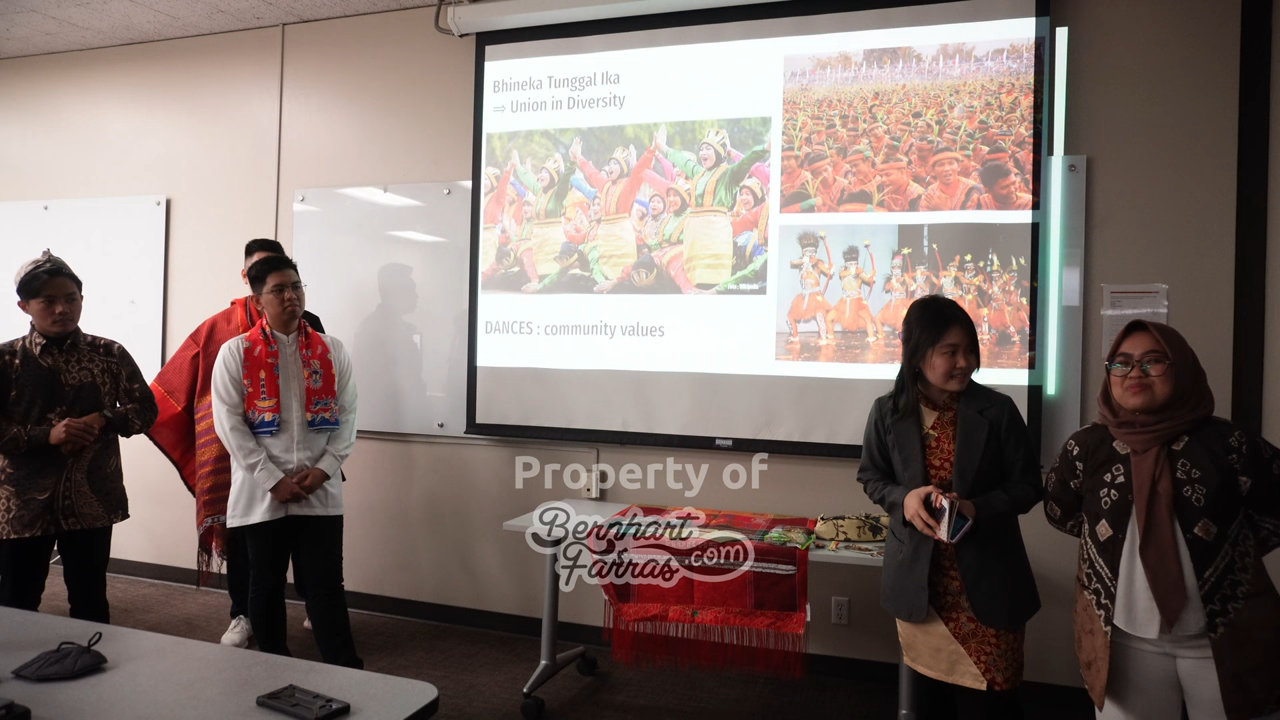 Bhineka Tunggal Ika
⇒ Union in Diversity
DANCES : community values
Property of
Bernhart
Farras.com